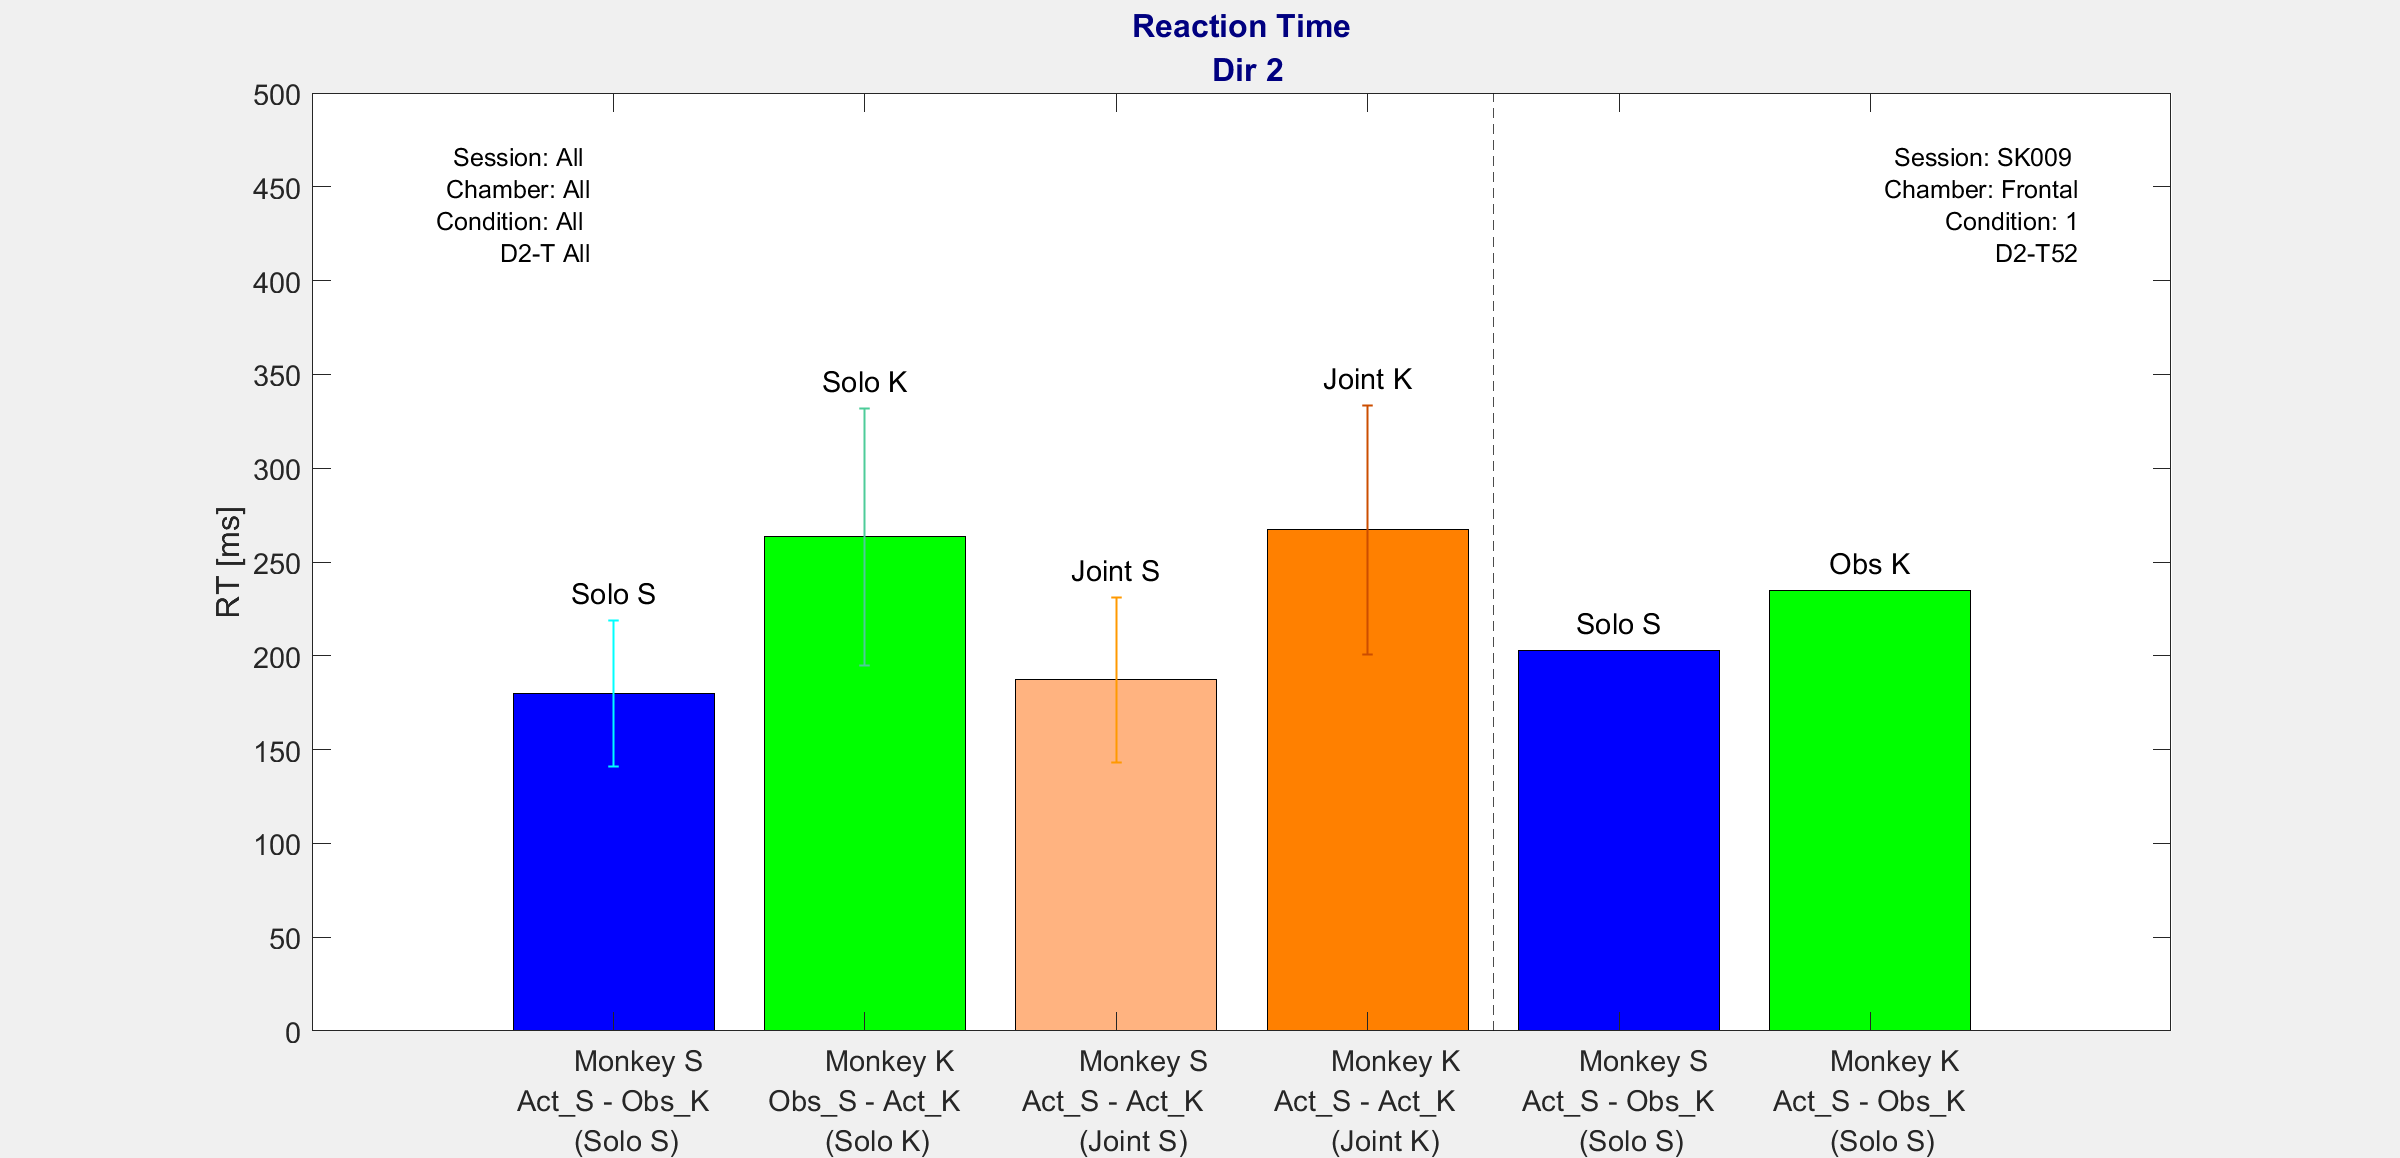 Reaction Time
Dir 2
500
450
400
350
300
250
200
150
100
50
0
RT [ms]
Session: All
Chamber: All
Condition: All
D2-T All
Session: SK009
Chamber: Frontal
Condition: 1
D2-T52
Solo S
Solo K
Joint S
Joint K
Solo S
Obs K
Monkey S
Act_S - Obs_K
(Solo S)
Monkey K
Obs_S - Act_K
(Solo K)
Monkey S
Act_S - Act_K
(Joint S)
Monkey K
Act_S - Act_K
(Joint K)
Monkey S
Act_S - Obs_K
(Solo S)
Monkey K
Act_S - Obs_K
(Solo S)